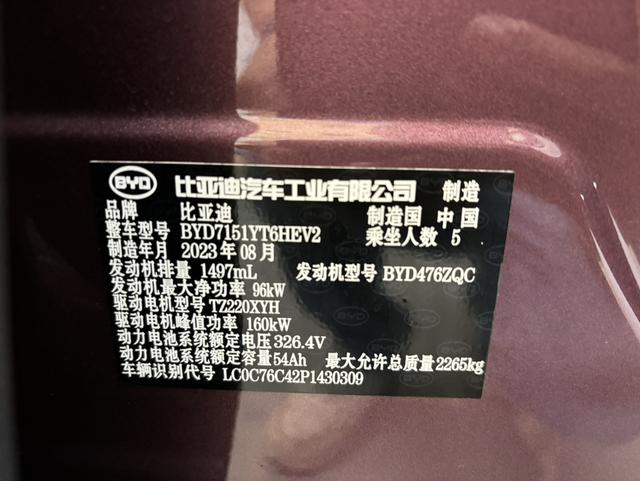 BYD 比亚迪汽车工业有限公司 制造
品牌 比亚迪 制造国 中国
整车型号 BYD7151YT6HEV2 乘坐人数 5
制造年月 2023年08月
发动机排量 1497mL 发动机型号 BYD476ZQC
发动机最大净功率 96kW
驱动电机型号 TZ220XYH
驱动电机峰值功率 160kW
动力电池系统额定电压 326.4V
动力电池系统额定容量 54Ah 最大允许总质量 2265kg
车辆识别代号 LC0C76C42P1430309